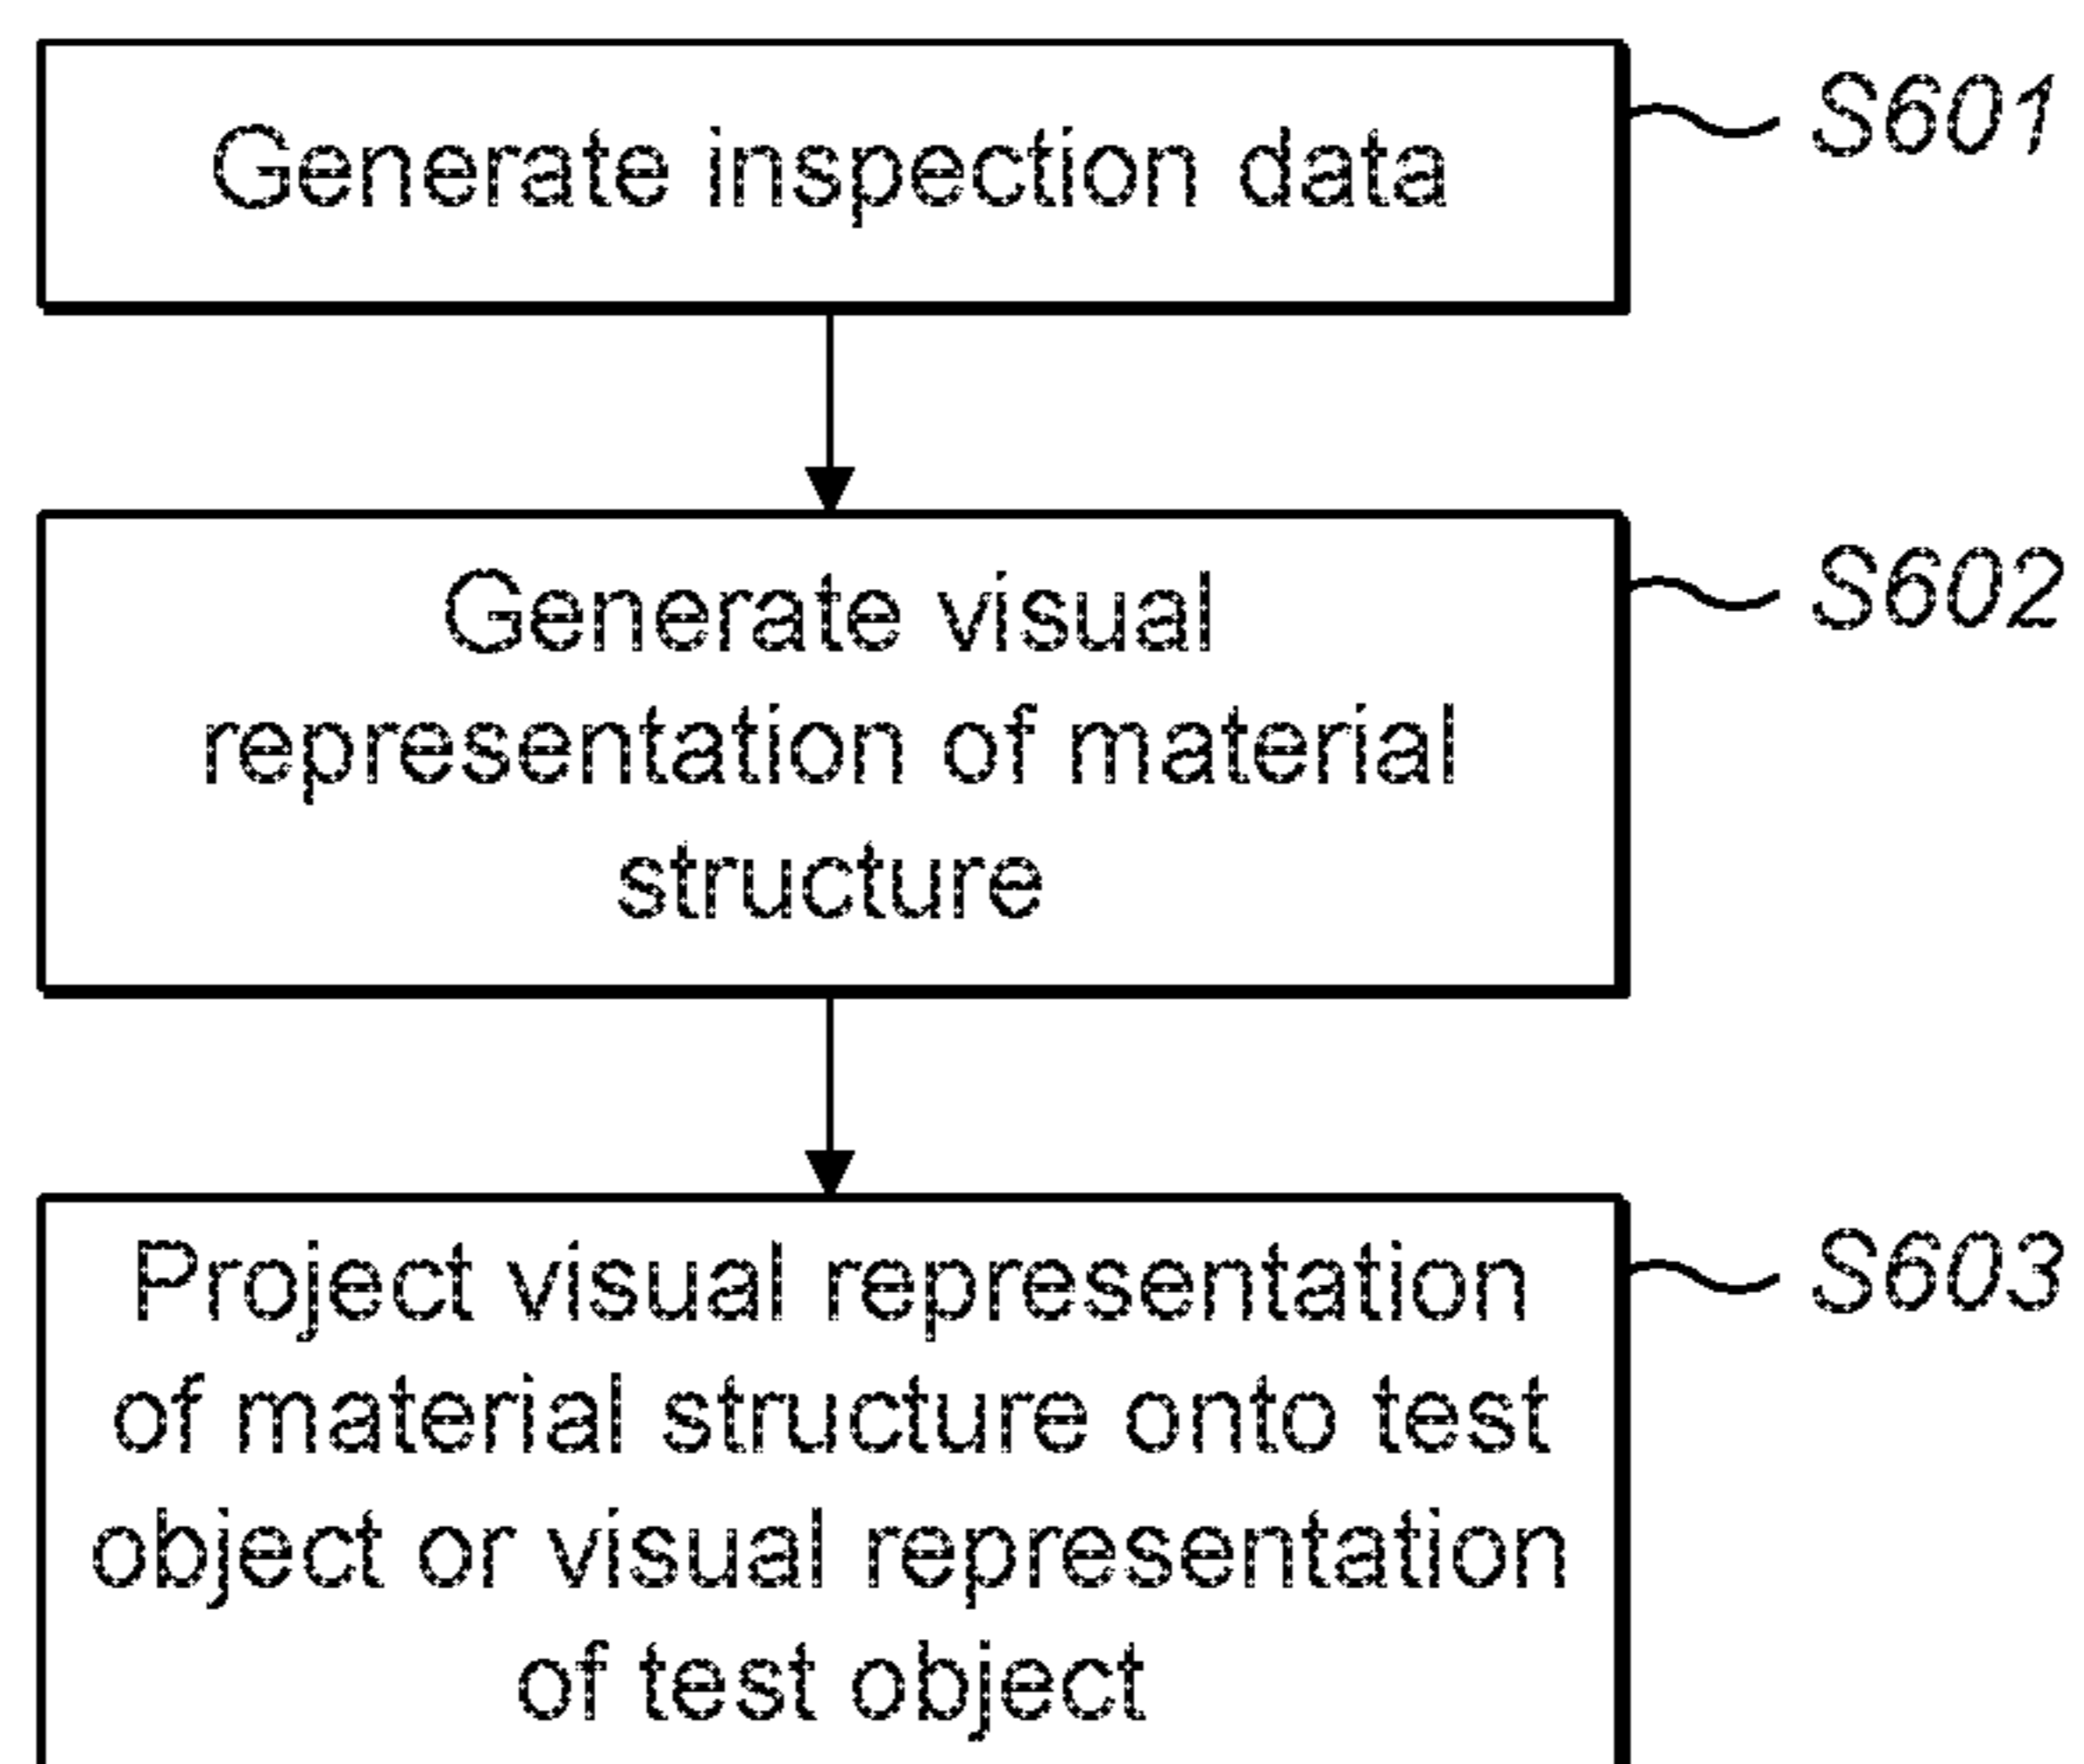 Generate inspection data
S601
Generate visual
representation of material
structure
S602
Project visual representation
of material structure onto test
object or visual representation
of test object
S603